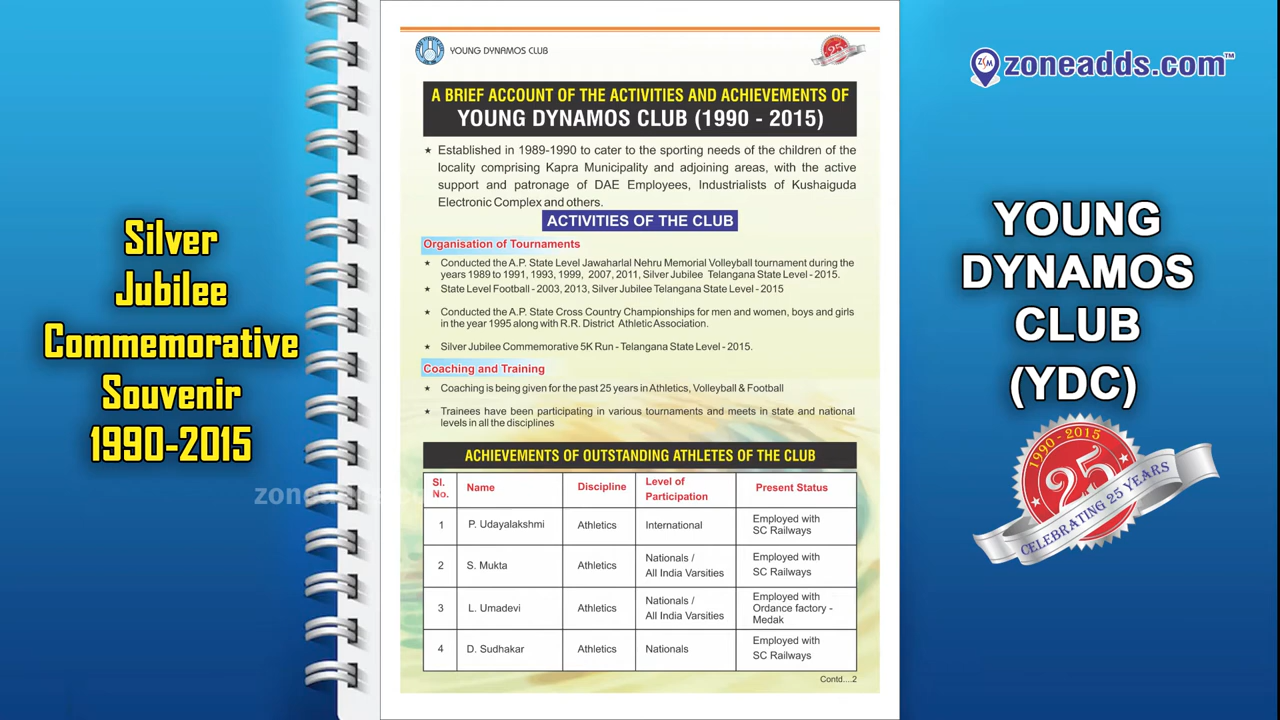 Silver
Jubilee
Commemorative
Souvenir
1990-2015
YOUNG DYNAMOS CLUB
25
A BRIEF ACCOUNT OF THE ACTIVITIES AND ACHIEVEMENTS OF
YOUNG DYNAMOS CLUB (1990 - 2015)
★ Established in 1989-1990 to cater to the sporting needs of the children of the
locality comprising Kapra Municipality and adjoining areas, with the active
support and patronage of DAE Employees, Industrialists of Kushaiguda
Electronic Complex and others.
ACTIVITIES OF THE CLUB
Organisation of Tournaments
★ Conducted the A.P. State Level Jawaharlal Nehru Memorial Volleyball tournament during the
years 1989 to 1991, 1993, 1999, 2007, 2011, Silver Jubilee Telangana State Level - 2015.
★ State Level Football - 2003, 2013, Silver Jubilee Telangana State Level - 2015
★ Conducted the A.P. State Cross Country Championships for men and women, boys and girls
in the year 1995 along with R.R. District Athletic Association.
★ Silver Jubilee Commemorative 5K Run - Telangana State Level - 2015.
Coaching and Training
★ Coaching is being given for the past 25 years in Athletics, Volleyball & Football
★ Trainees have been participating in various tournaments and meets in state and national
levels in all the disciplines
ACHIEVEMENTS OF OUTSTANDING ATHLETES OF THE CLUB
Sl. No. Name Discipline Level of Participation Present Status
1 P. Udayalakshmi Athletics International Employed with SC Railways
2 S. Mukta Athletics Nationals / All India Varsities Employed with SC Railways
3 L. Umadevi Athletics Nationals / All India Varsities Employed with Ordance factory - Medak
4 D. Sudhakar Athletics Nationals Employed with SC Railways
Contd....2
zoneadds.com™
YOUNG
DYNAMOS
CLUB
(YDC)
1990 - 2015
25
CELEBRATING 25 YEARS